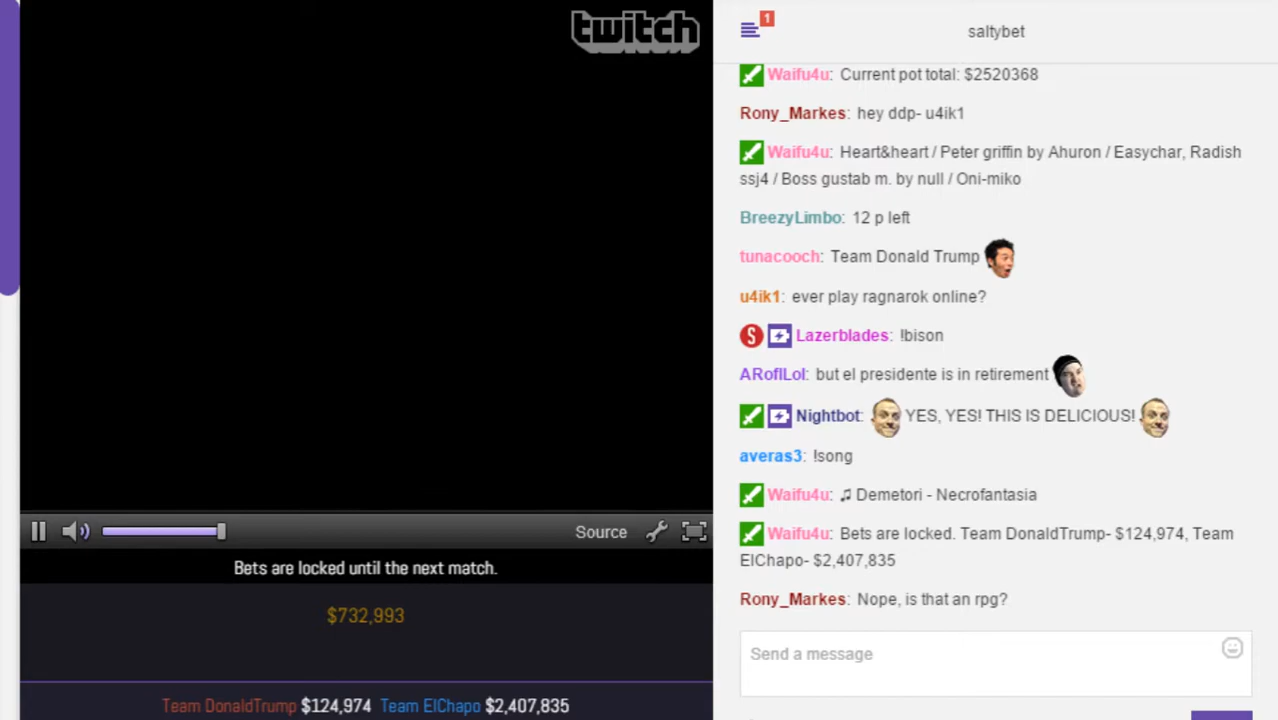 twitch
Bets are locked until the next match.
$732,993
Team DonaldTrump $124,974 Team ElChapo $2,407,835
Source
1
saltybet
Waifu4u: Current pot total: $2520368
Rony_Markes: hey ddp- u4ik1
Waifu4u: Heart&heart / Peter griffin by Ahuron / Easychar, Radish
ssj4 / Boss gustab m. by null / Oni-miko
BreezyLimbo: 12 p left
tunacooch: Team Donald Trump
u4ik1: ever play ragnarok online?
S Lazerblades: !bison
ARoflLol: but el presidente is in retirement
Nightbot: YES, YES! THIS IS DELICIOUS!
averas3: !song
Waifu4u: ♫ Demetori - Necrofantasia
Waifu4u: Bets are locked. Team DonaldTrump- $124,974, Team
ElChapo- $2,407,835
Rony_Markes: Nope, is that an rpg?
Send a message